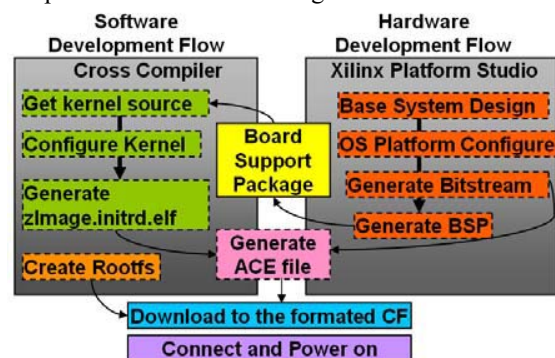 Software
Development Flow
Cross Compiler
Get kernel source
Configure Kernel
Generate
zImage.initrd.elf
Create Rootfs
Hardware
Development Flow
Xilinx Platform Studio
Base System Design
OS Platform Configure
Generate Bitstream
Generate BSP
Board
Support
Package
Generate
ACE file
Download to the formated CF
Connect and Power on